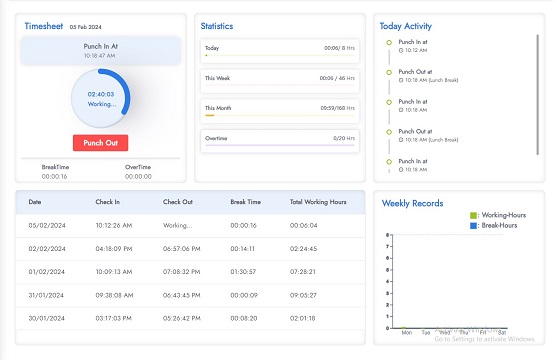 Timesheet 05 Feb 2024
Punch In At
10:18:47 AM
02:40:03
Working...
Punch Out
BreakTime OverTime
00:00:16 00:00:00
Statistics
Today 00:06/ 8 Hrs
This Week 00:06 / 46 Hrs
This Month 09:59/168 Hrs
Overtime 0/20 Hrs
Today Activity
Punch In at
10:12 AM
Punch Out at
10:18 AM (Lunch Break)
Punch In at
10:18 AM
Punch Out at
10:18 AM (Lunch Break)
Punch In at
10:18 AM
Date Check In Check Out Break Time Total Working Hours
05/02/2024 10:12:26 AM Working... 00:00:16 00:06:04
02/02/2024 04:18:09 PM 06:57:06 PM 00:14:11 02:24:45
01/02/2024 10:09:13 AM 07:08:32 PM 01:30:57 07:28:21
31/01/2024 09:38:08 AM 06:43:45 PM 00:00:09 09:05:27
30/01/2024 03:17:03 PM 05:26:42 PM 00:08:20 02:01:18
Weekly Records
: Working-Hours
: Break-Hours
8
7
6
5
4
3
2
1
0
Mon Tue Wed Thu Fri Sat
Go to Settings to activate Windows.